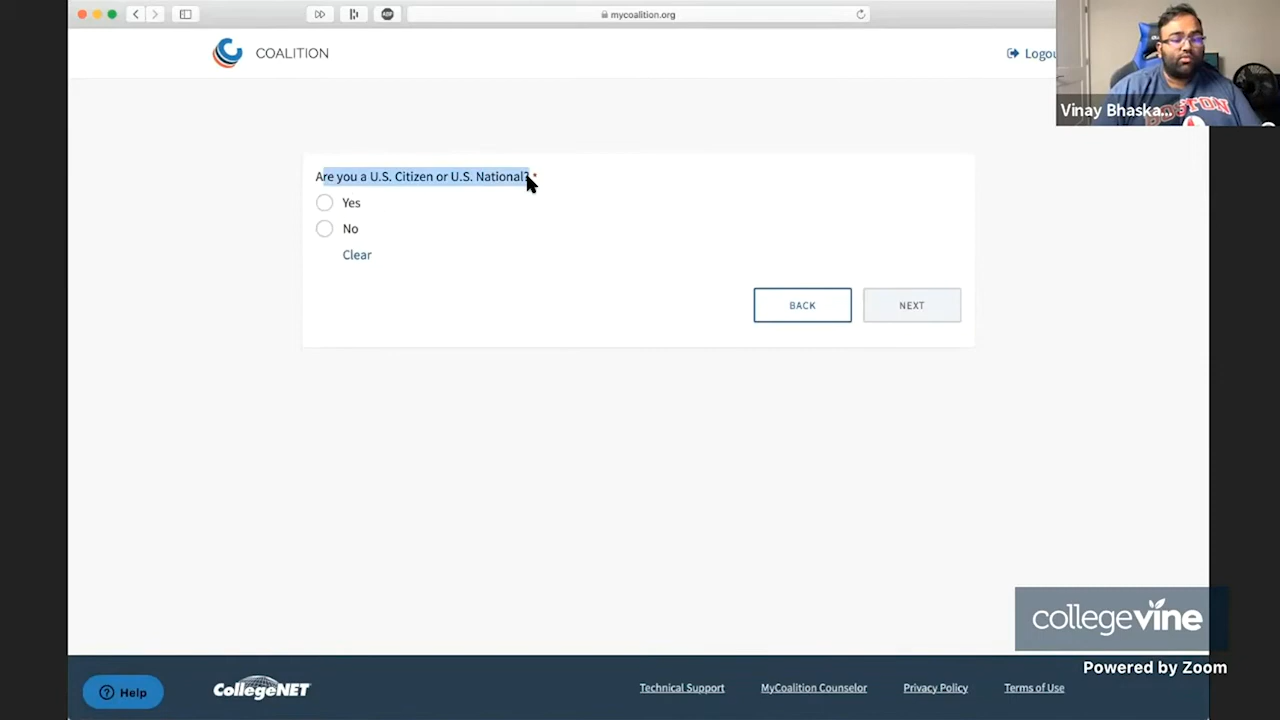 mycoalition.org
COALITION
Logou
Vinay Bhaska...
BOSTON
Are you a U.S. Citizen or U.S. National? *
Yes
No
Clear
BACK
NEXT
collegevine
Powered by Zoom
Help
CollegeNET
Technical Support
MyCoalition Counselor
Privacy Policy
Terms of Use